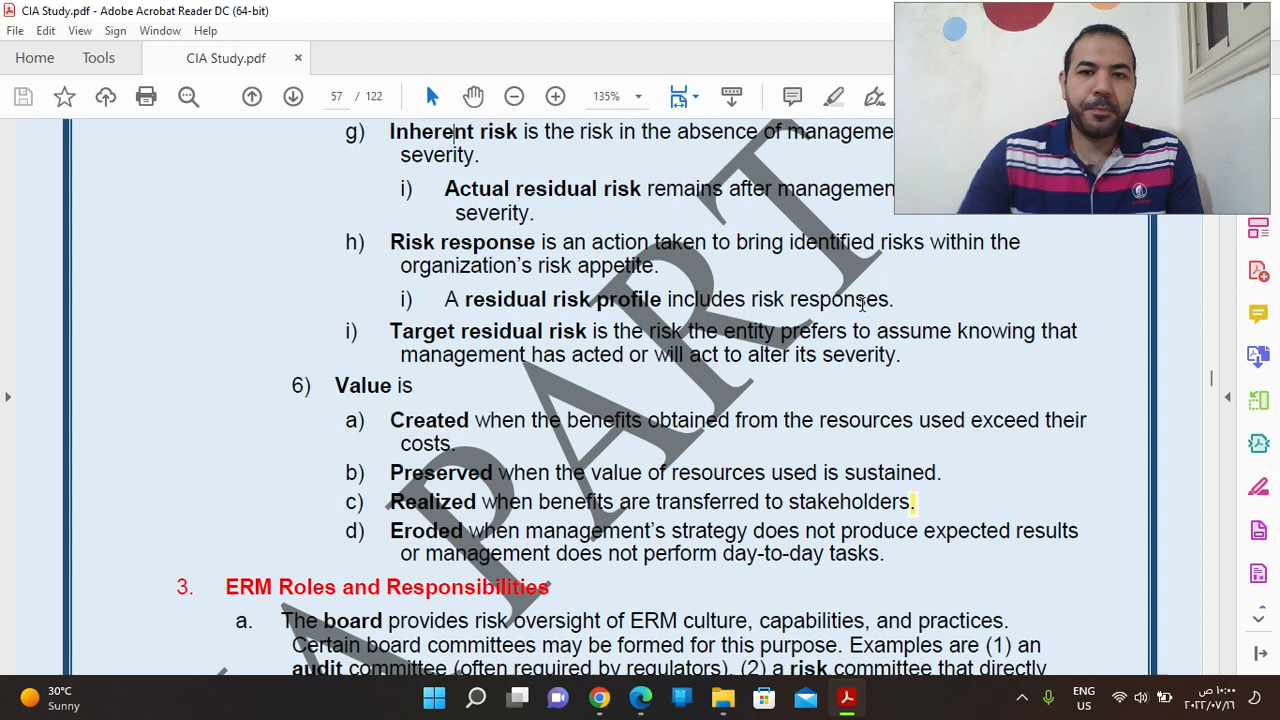 CIA Study.pdf - Adobe Acrobat Reader DC (64-bit)
File Edit View Sign Window Help
Home Tools CIA Study.pdf ×
57 / 122 135%
g) Inherent risk is the risk in the absence of manageme
severity.
i) Actual residual risk remains after managemen
severity.
h) Risk response is an action taken to bring identified risks within the
organization's risk appetite.
i) A residual risk profile includes risk responses.
i) Target residual risk is the risk the entity prefers to assume knowing that
management has acted or will act to alter its severity.
6) Value is
a) Created when the benefits obtained from the resources used exceed their
costs.
b) Preserved when the value of resources used is sustained.
c) Realized when benefits are transferred to stakeholders.
d) Eroded when management's strategy does not produce expected results
or management does not perform day-to-day tasks.
3. ERM Roles and Responsibilities
a. The board provides risk oversight of ERM culture, capabilities, and practices.
Certain board committees may be formed for this purpose. Examples are (1) an
audit committee (often required by regulators), (2) a risk committee that directly
A PART
30°C
Sunny
ENG
US
١٠:٠٠ ص
٢٠٢٢/٠٧/١٦